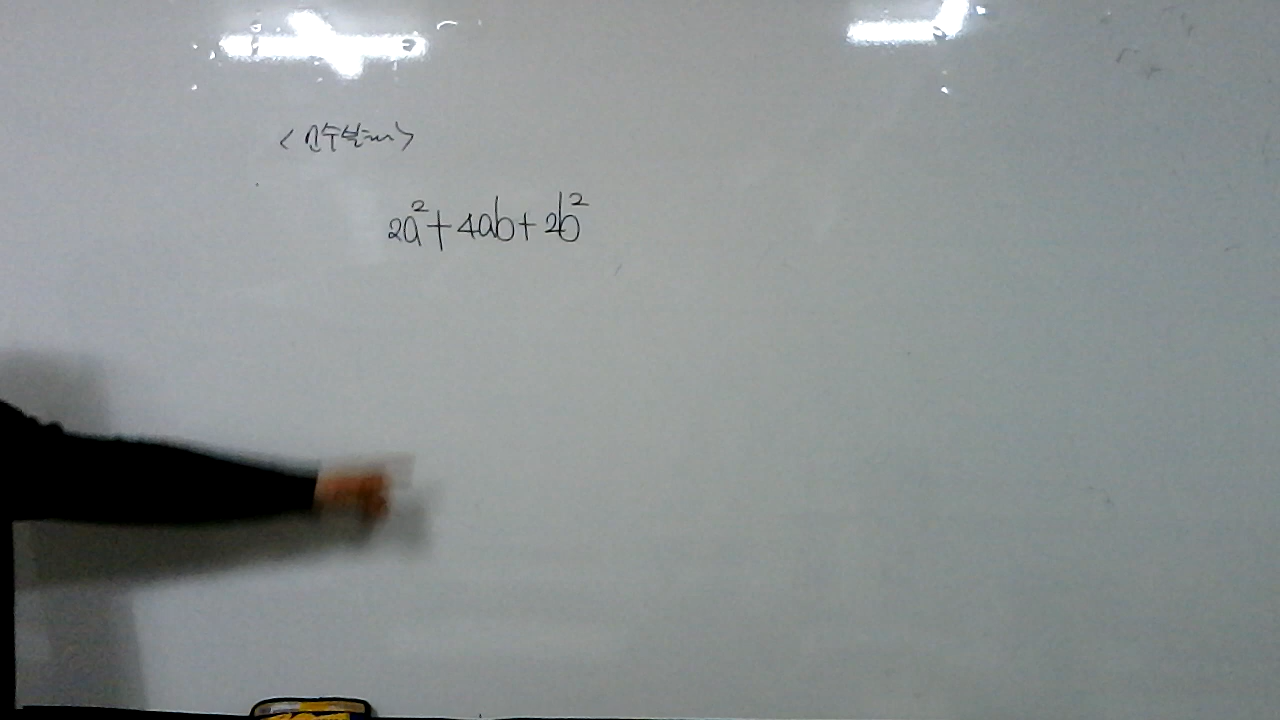 <인수분해>
2a² + 4ab + 2b²